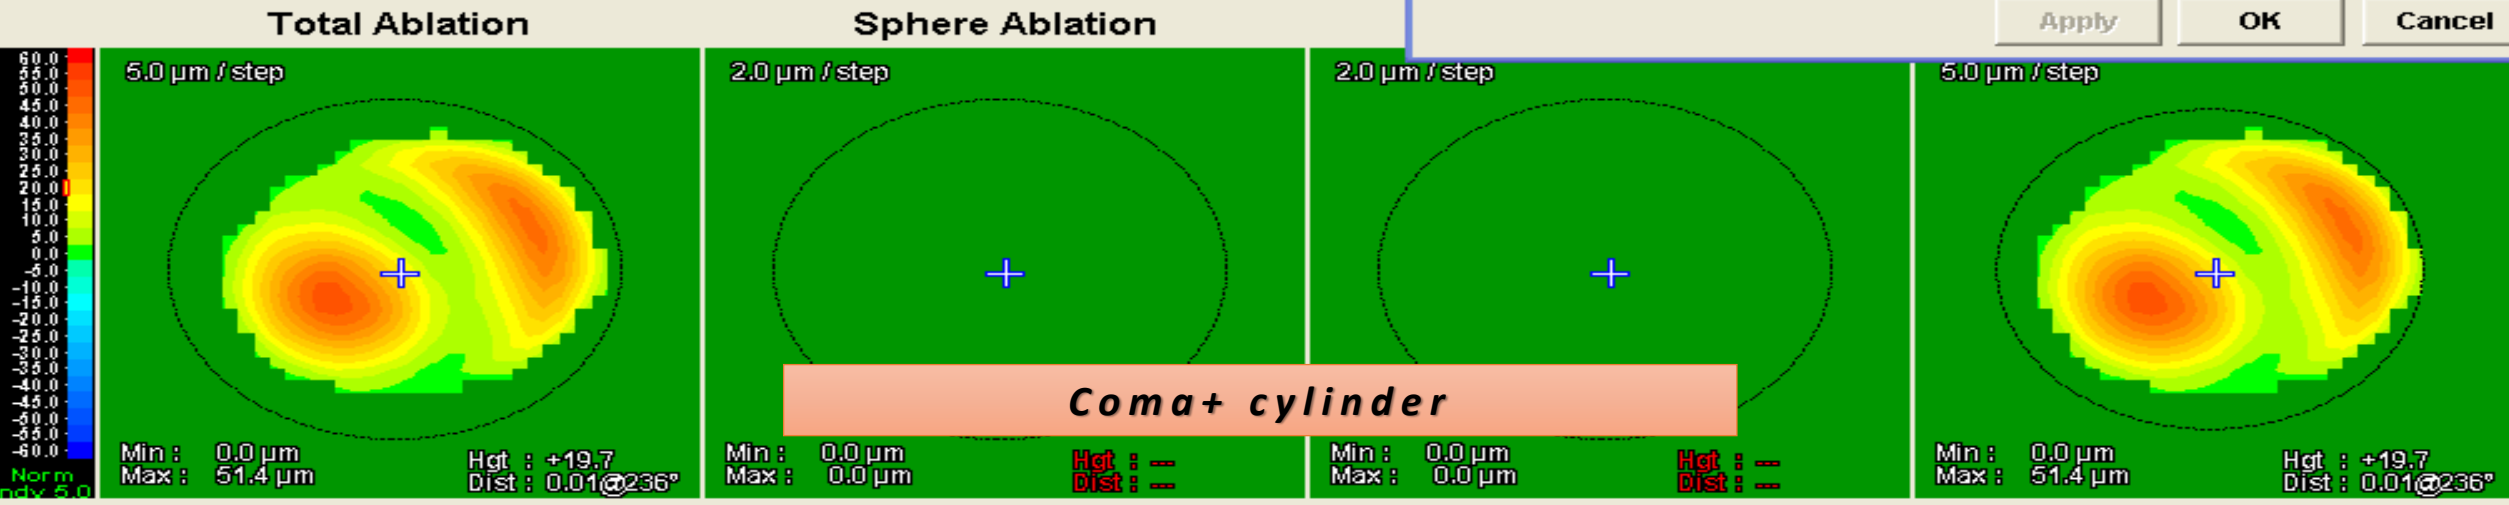 Total Ablation
Sphere Ablation
Apply
OK
Cancel
60.0
55.0
50.0
45.0
40.0
35.0
30.0
25.0
20.0
15.0
10.0
5.0
0.0
-5.0
-10.0
-15.0
-20.0
-25.0
-30.0
-35.0
-40.0
-45.0
-50.0
-55.0
-60.0
Norm
5.0
5.0 µm / step
Min : 0.0 µm
Max : 51.4 µm
Hgt : +19.7
Dist : 0.01@236°
2.0 µm / step
Min : 0.0 µm
Max : 0.0 µm
Hgt : ---
Dist : ---
2.0 µm / step
Min : 0.0 µm
Max : 0.0 µm
Hgt : ---
Dist : ---
5.0 µm / step
Min : 0.0 µm
Max : 51.4 µm
Hgt : +19.7
Dist : 0.01@236°
Coma+ cylinder